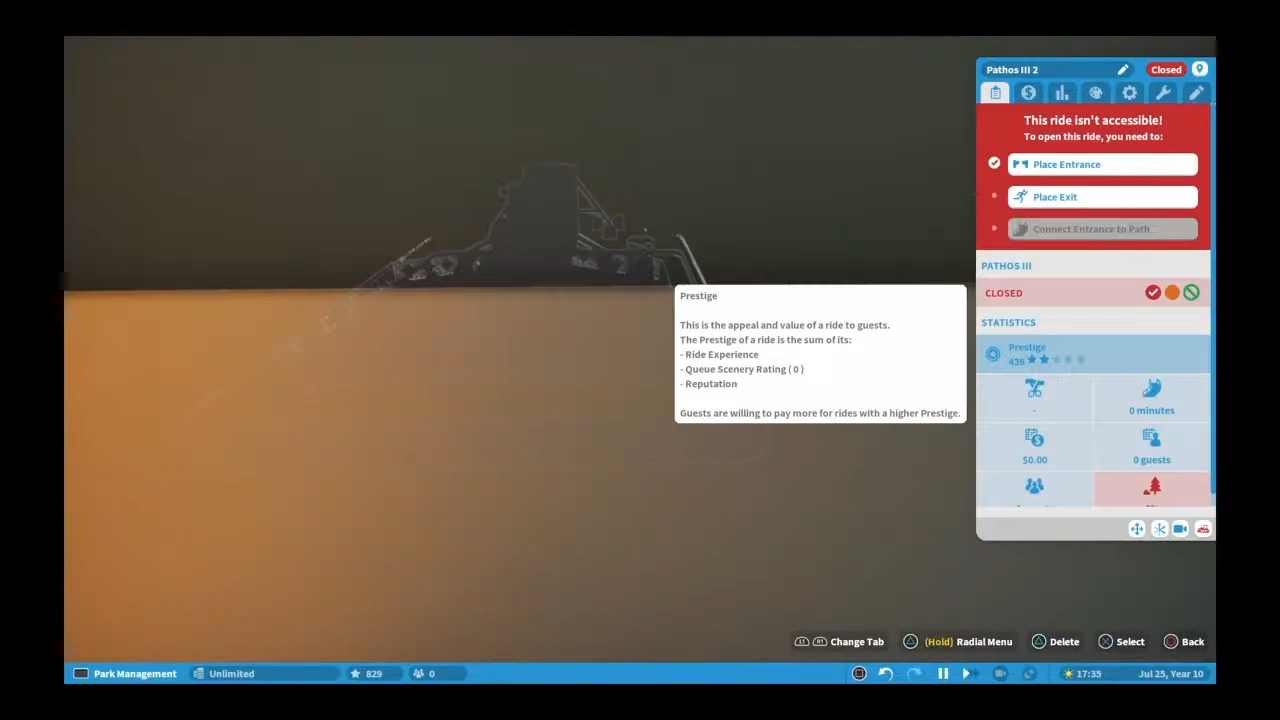 Pathos III 2
Closed
This ride isn't accessible!
To open this ride, you need to:
Place Entrance
Place Exit
Connect Entrance to Path...
PATHOS III
CLOSED
STATISTICS
Prestige
436
-
0 minutes
$0.00
0 guests
Prestige
This is the appeal and value of a ride to guests.
The Prestige of a ride is the sum of its:
- Ride Experience
- Queue Scenery Rating ( 0 )
- Reputation
Guests are willing to pay more for rides with a higher Prestige.
L1 R1 Change Tab (Hold) Radial Menu Delete Select Back
Park Management Unlimited 829 0 17:35 Jul 25, Year 10